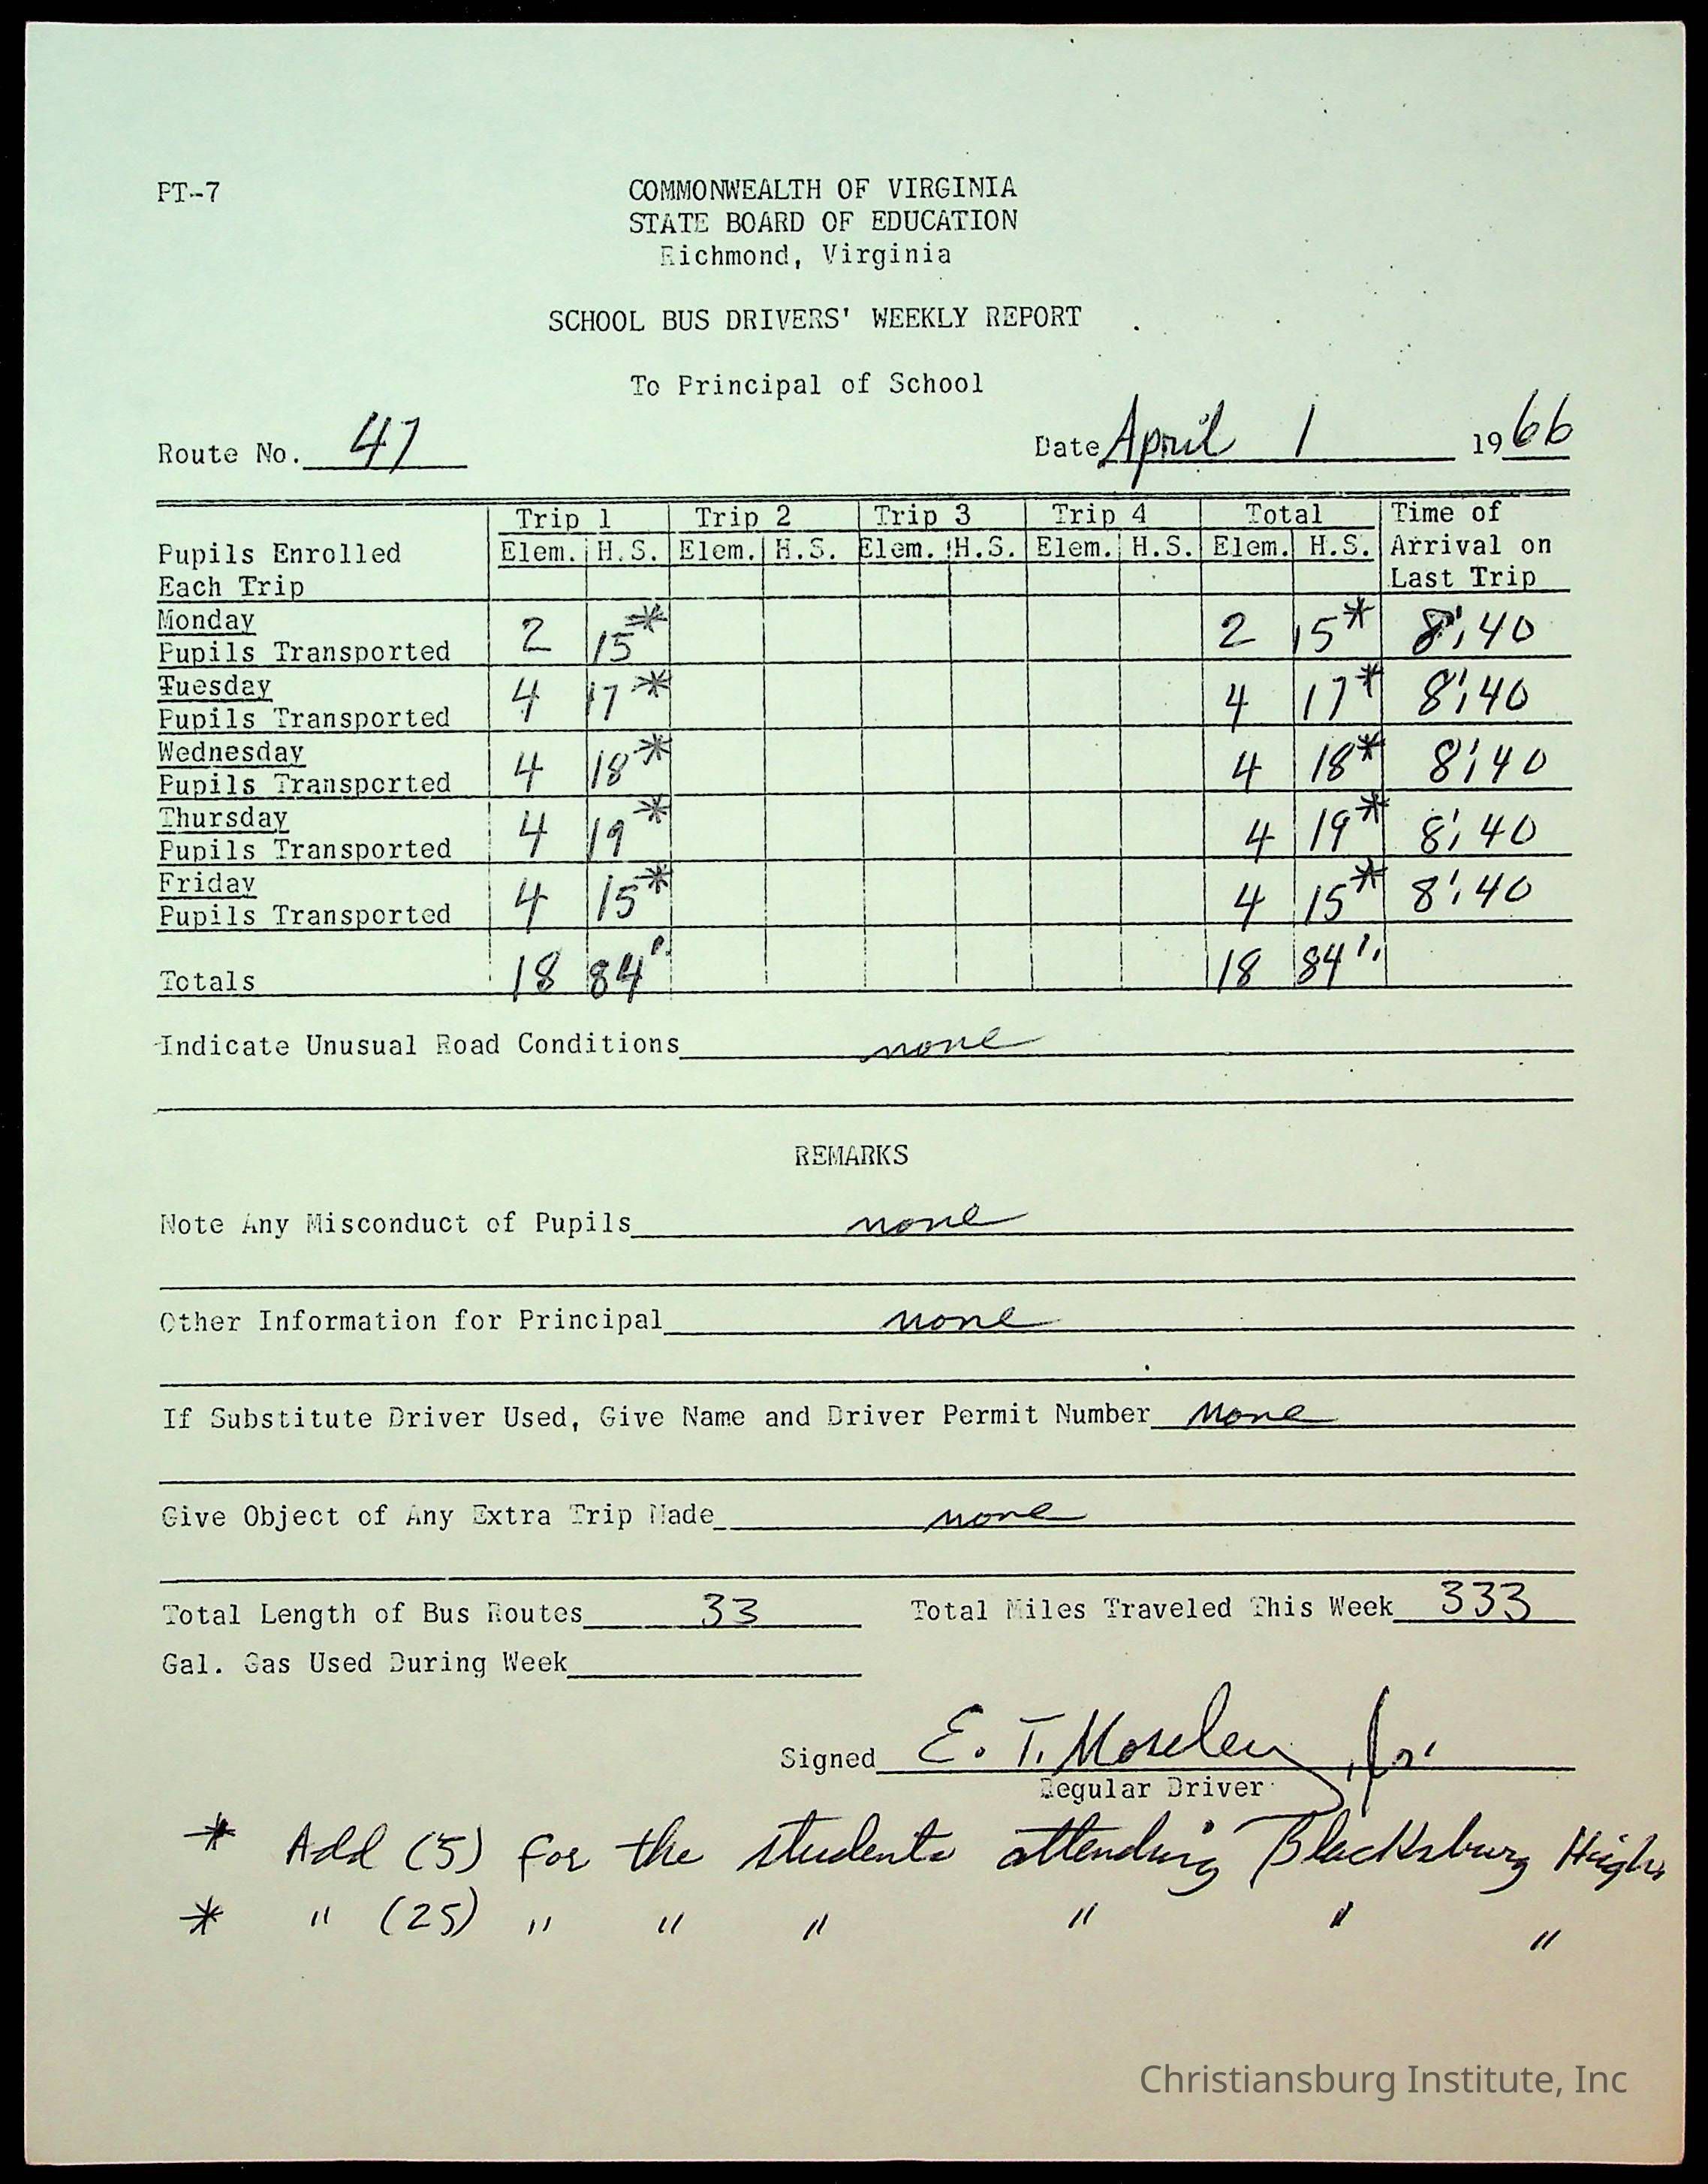 PT-7
COMMONWEALTH OF VIRGINIA
STATE BOARD OF EDUCATION
Richmond, Virginia
SCHOOL BUS DRIVERS' WEEKLY REPORT
To Principal of School
Route No. 47 Date April 1 1966
Trip 1 Trip 2 Trip 3 Trip 4 Total Time of
Pupils Enrolled Elem. H.S. Elem. H.S. Elem. H.S. Elem. H.S. Elem. H.S. Arrival on
Each Trip Last Trip
Monday
Pupils Transported 2 15* 2 15* 8:40
Tuesday
Pupils Transported 4 17* 4 17* 8:40
Wednesday
Pupils Transported 4 18* 4 18* 8:40
Thursday
Pupils Transported 4 19* 4 19* 8:40
Friday
Pupils Transported 4 15* 4 15* 8:40
Totals 18 84 18 84
Indicate Unusual Road Conditions none
REMARKS
Note Any Misconduct of Pupils none
Other Information for Principal none
If Substitute Driver Used, Give Name and Driver Permit Number None
Give Object of Any Extra Trip Made none
Total Length of Bus Routes 33 Total Miles Traveled This Week 333
Gal. Gas Used During Week
Signed E. T. Moseley, Jr.
Regular Driver
* Add (5) for the students attending Blacksburg High
* " (25) " " " " " "
Christiansburg Institute, Inc